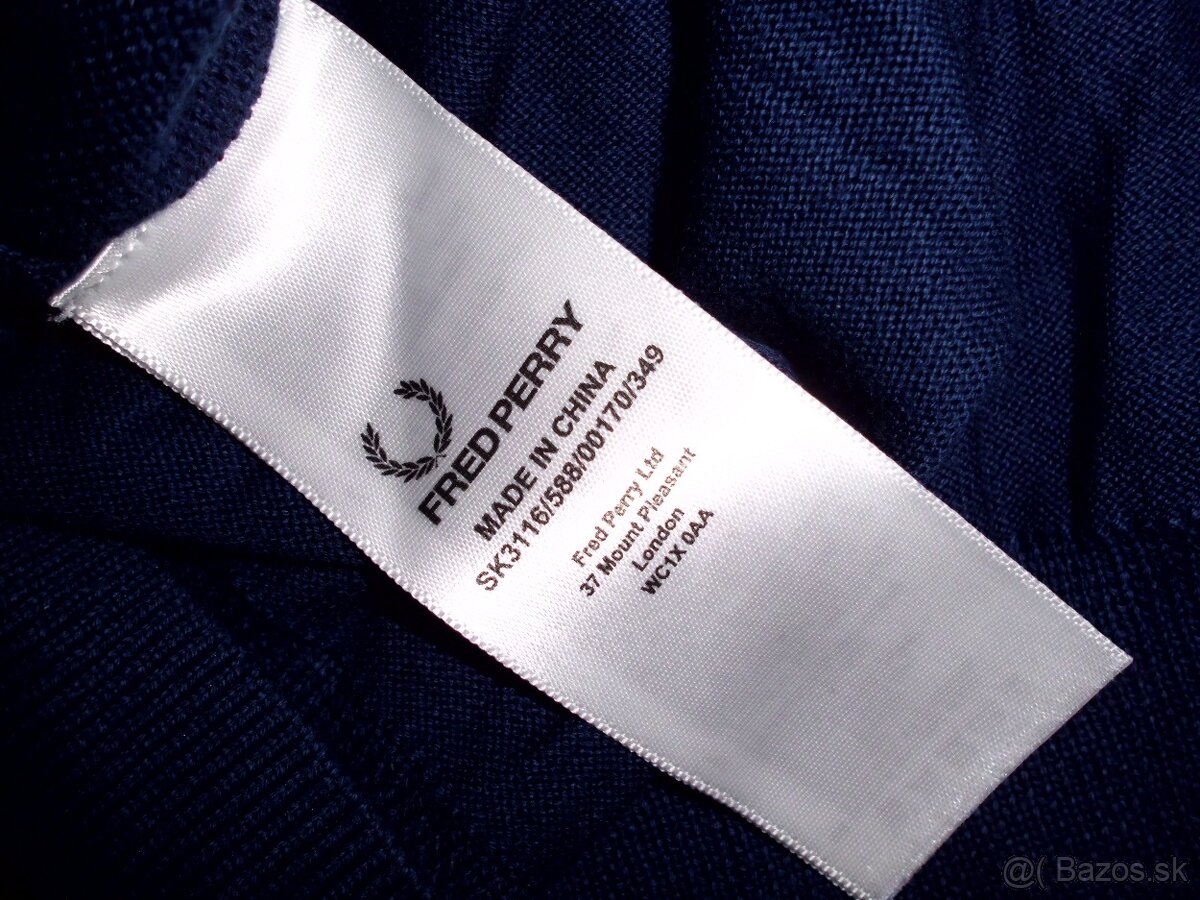 FRED PERRY
MADE IN CHINA
SK3116/588/00170/349
Fred Perry Ltd
37 Mount Pleasant
London
WC1X 0AA
@( Bazos.sk